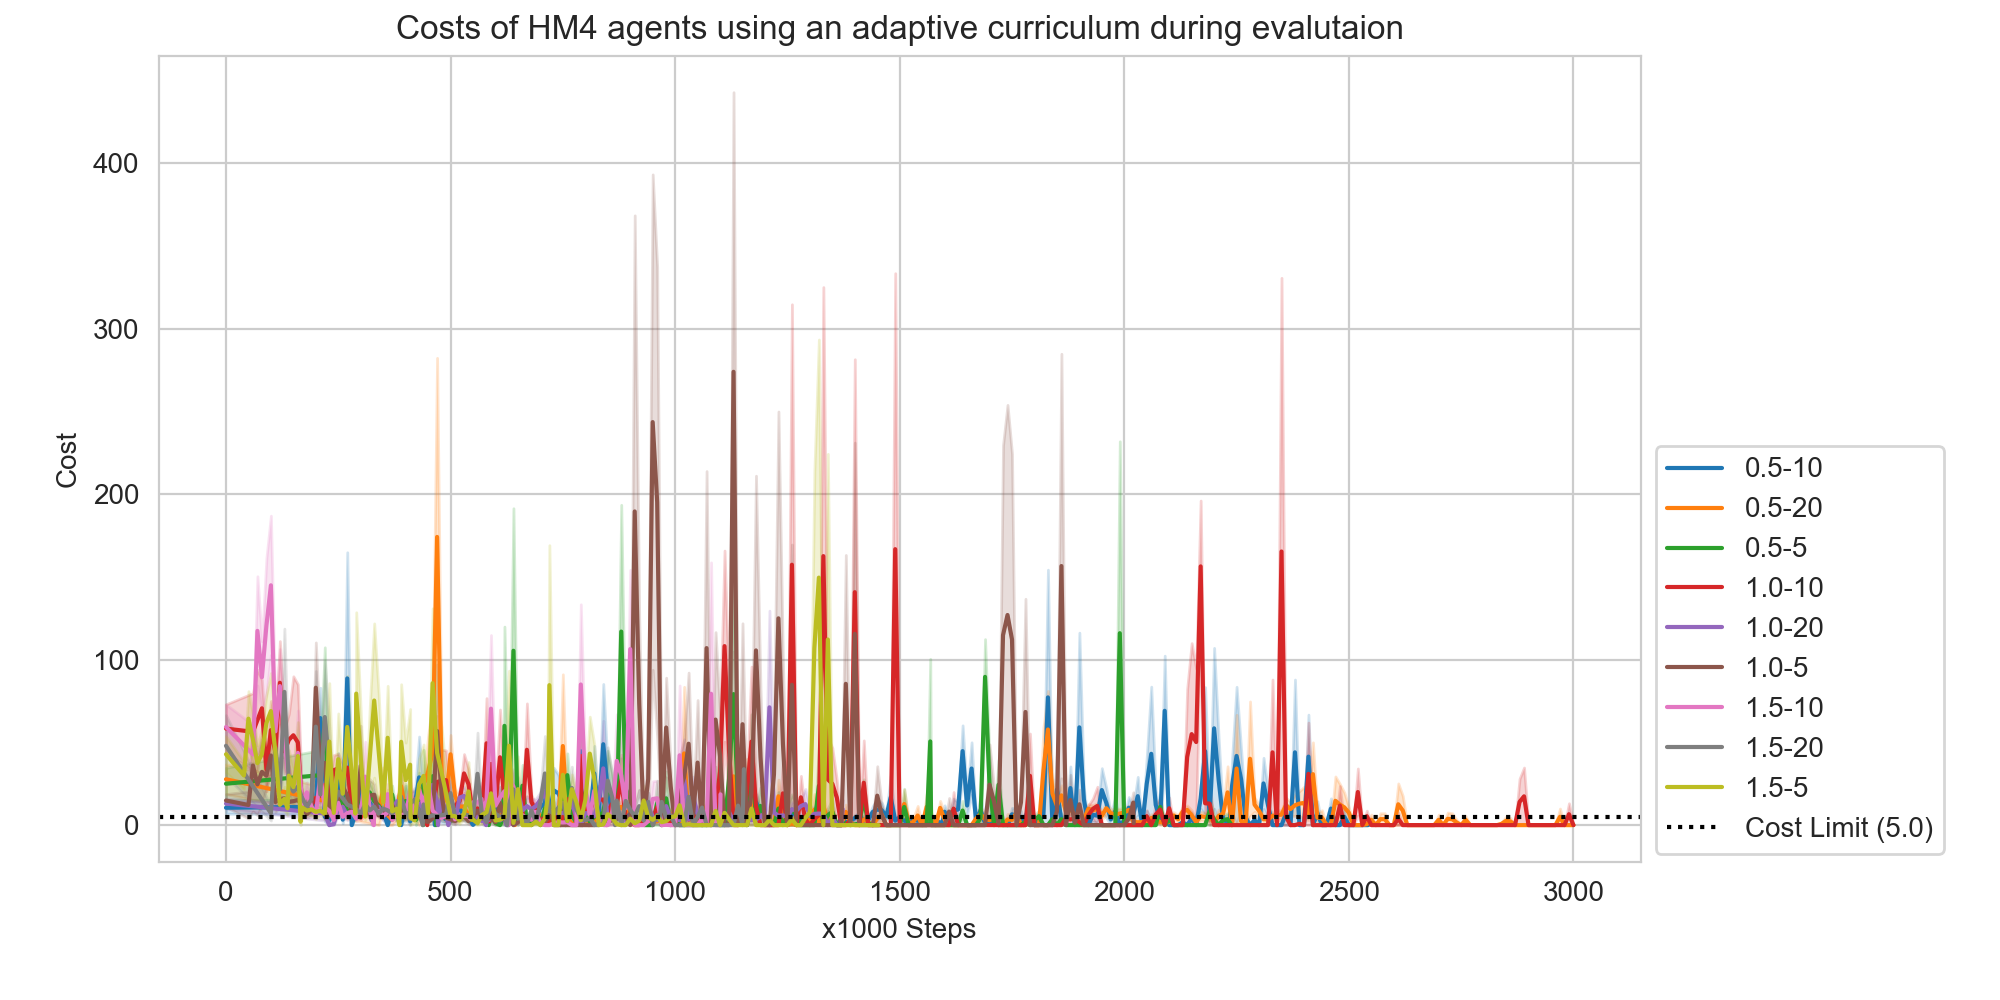 Costs of HM4 agents using an adaptive curriculum during evalutaion
Cost
400
300
200
100
0
0 500 1000 1500 2000 2500 3000
x1000 Steps
0.5-10
0.5-20
0.5-5
1.0-10
1.0-20
1.0-5
1.5-10
1.5-20
1.5-5
Cost Limit (5.0)